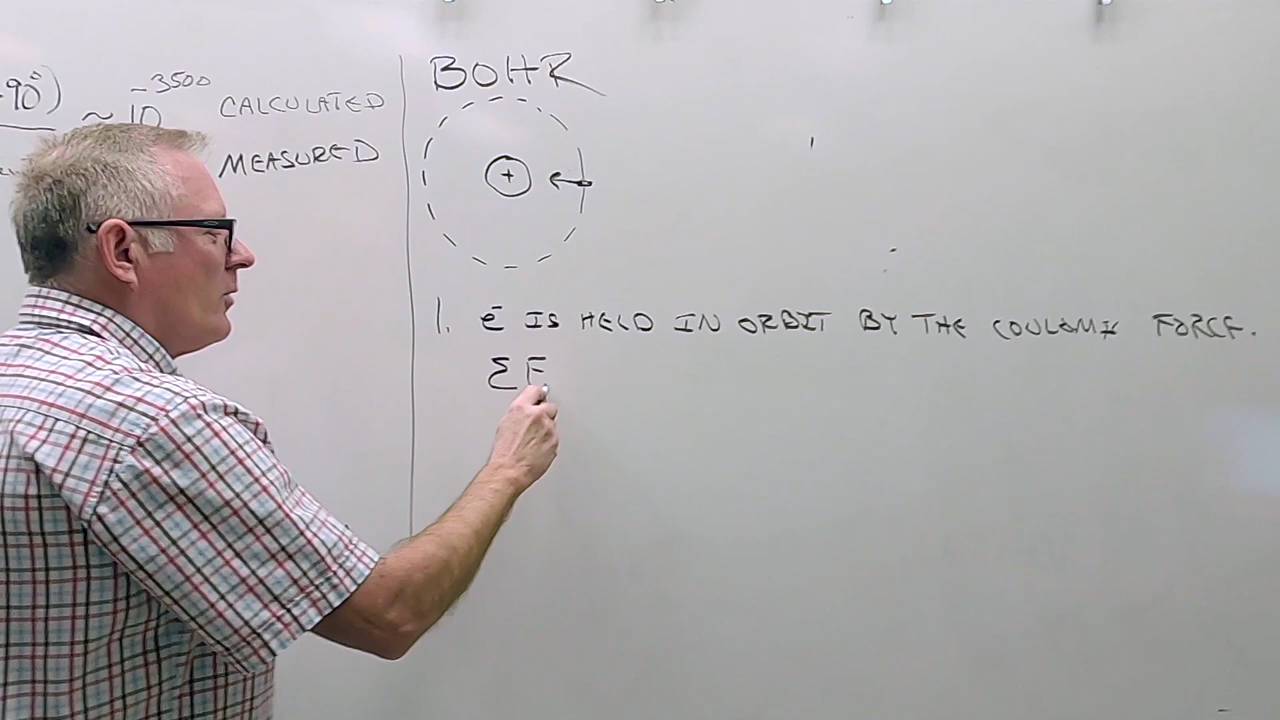 -90°)
~ 10^-3500 CALCULATED
MEASURED
BOHR
+
1. e⁻ IS HELD IN ORBIT BY THE COULOMB FORCE.
ΣF